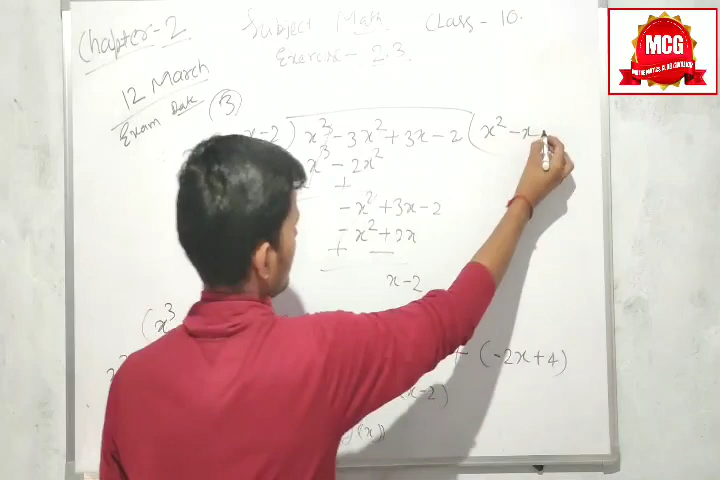 Chapter-2 Subject Math Class-10.
Exercise-2.3.
12 March
Exam Date
(3)
x-2) x³-3x²+3x-2 (x²-x
x³-2x²
+
-x²+3x-2
-x²+2x
+ -
x-2
(x³
+ (-2x+4)
(x-2)
(x))
MCG